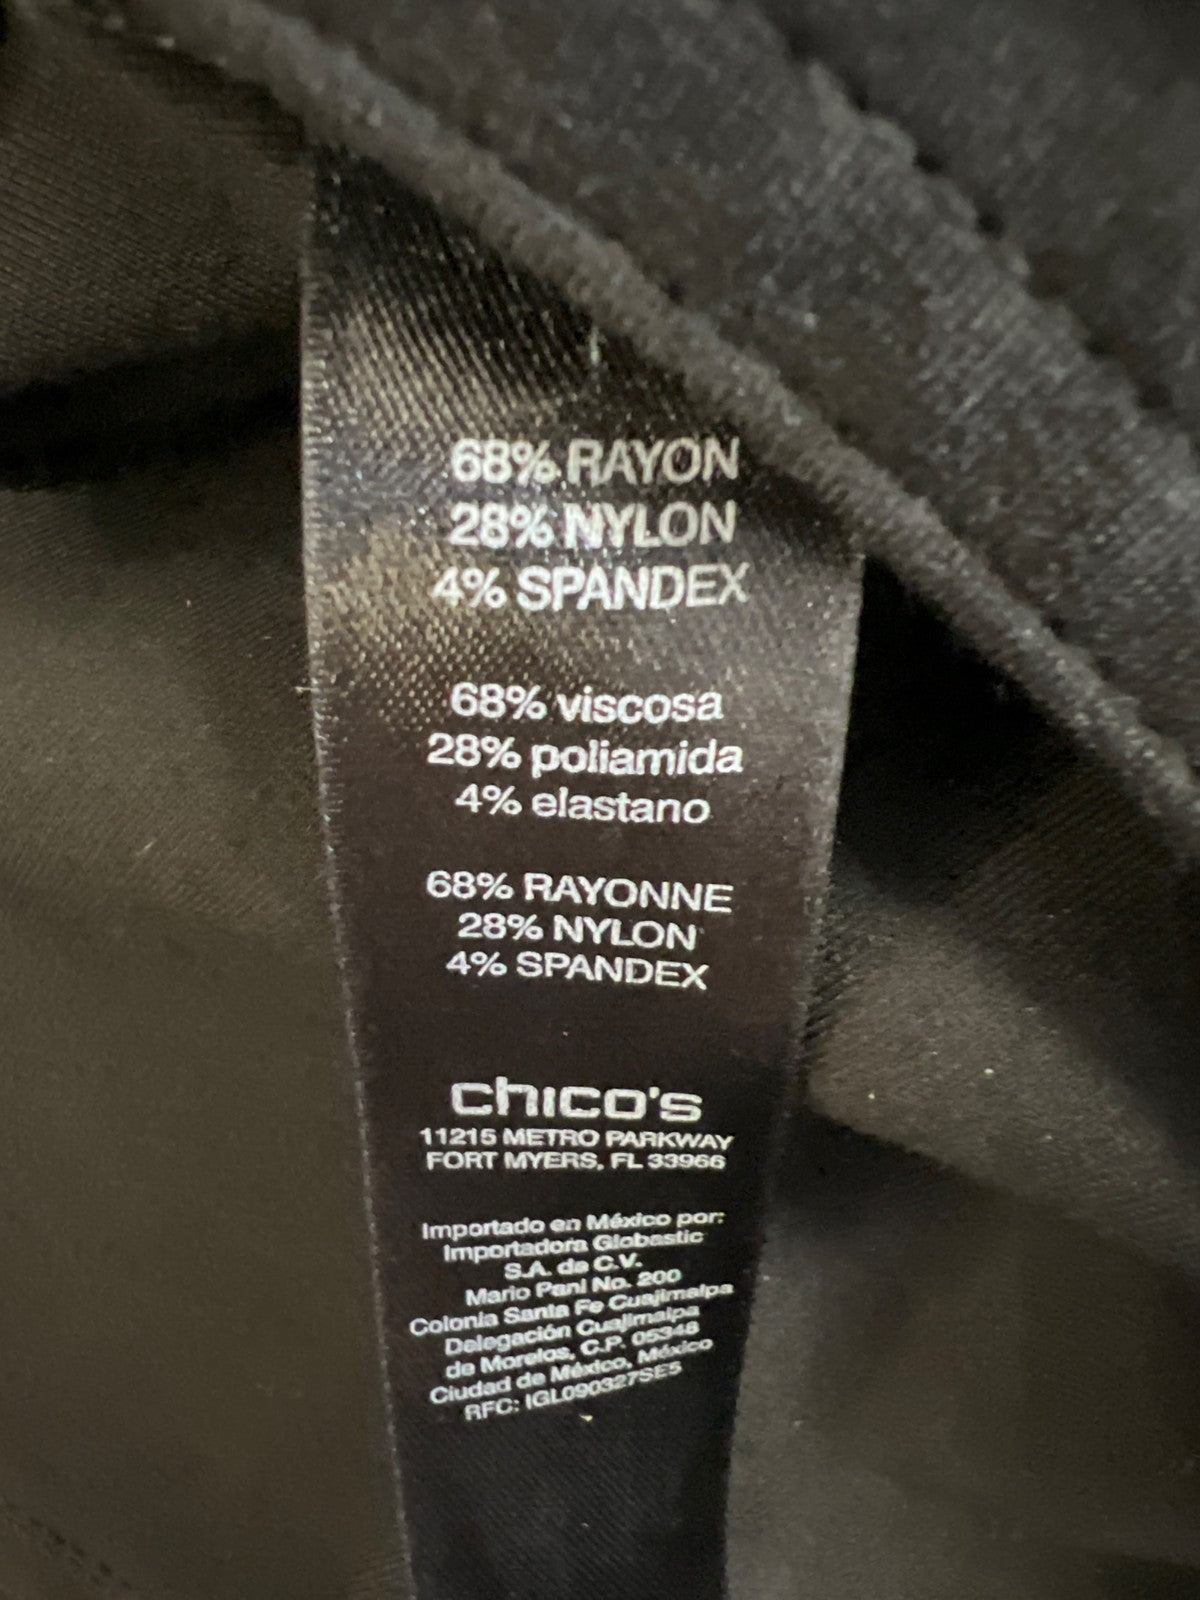 68% RAYON
28% NYLON
4% SPANDEX
68% viscosa
28% poliamida
4% elastano
68% RAYONNE
28% NYLON
4% SPANDEX
chico's
11215 METRO PARKWAY
FORT MYERS, FL 33966
Importado en México por:
Importadora Globastic
S.A. de C.V.
Mario Pani No. 200
Colonia Santa Fe Cuajimalpa
Delegación Cuajimalpa
de Morelos, C.P. 05348
Ciudad de México, México
RFC: IGL090327SE5